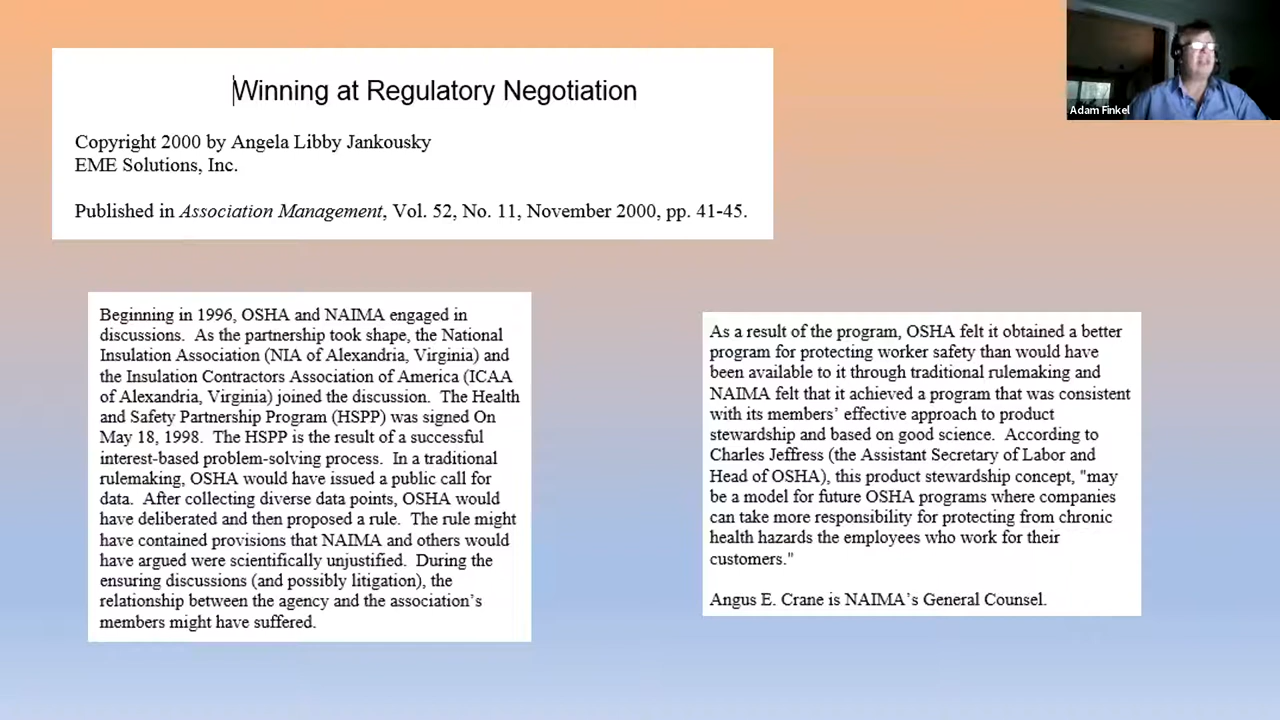 Winning at Regulatory Negotiation
Copyright 2000 by Angela Libby Jankousky
EME Solutions, Inc.
Published in Association Management, Vol. 52, No. 11, November 2000, pp. 41-45.
Adam Finkel
Beginning in 1996, OSHA and NAIMA engaged in
discussions.  As the partnership took shape, the National
Insulation Association (NIA of Alexandria, Virginia) and
the Insulation Contractors Association of America (ICAA
of Alexandria, Virginia) joined the discussion.  The Health
and Safety Partnership Program (HSPP) was signed On
May 18, 1998.  The HSPP is the result of a successful
interest-based problem-solving process.  In a traditional
rulemaking, OSHA would have issued a public call for
data.  After collecting diverse data points, OSHA would
have deliberated and then proposed a rule.  The rule might
have contained provisions that NAIMA and others would
have argued were scientifically unjustified.  During the
ensuring discussions (and possibly litigation), the
relationship between the agency and the association's
members might have suffered.
As a result of the program, OSHA felt it obtained a better
program for protecting worker safety than would have
been available to it through traditional rulemaking and
NAIMA felt that it achieved a program that was consistent
with its members' effective approach to product
stewardship and based on good science.  According to
Charles Jeffress (the Assistant Secretary of Labor and
Head of OSHA), this product stewardship concept, "may
be a model for future OSHA programs where companies
can take more responsibility for protecting from chronic
health hazards the employees who work for their
customers."
Angus E. Crane is NAIMA's General Counsel.